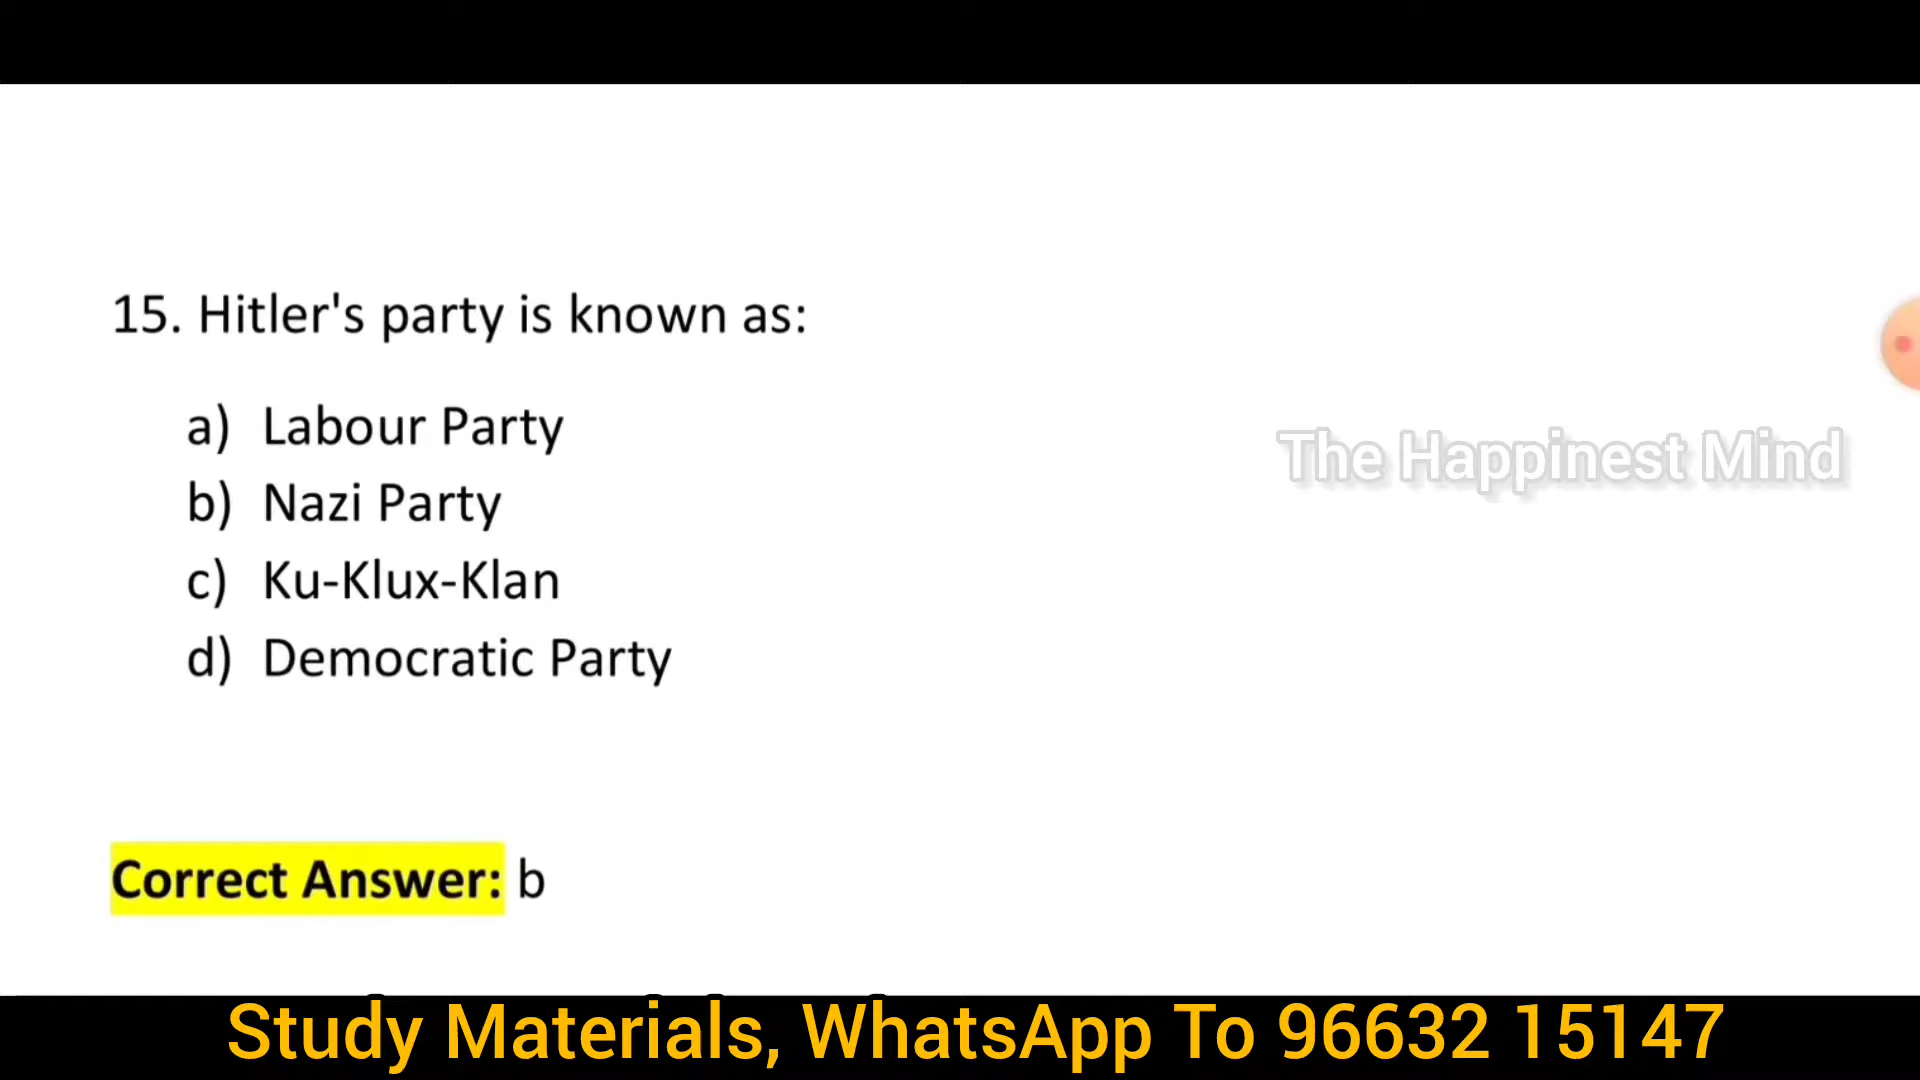 15. Hitler's party is known as:
a) Labour Party
The Happinest Mind
b) Nazi Party
c) Ku-Klux-Klan
d) Democratic Party
Correct Answer: b
Study Materials, WhatsApp To 96632 15147